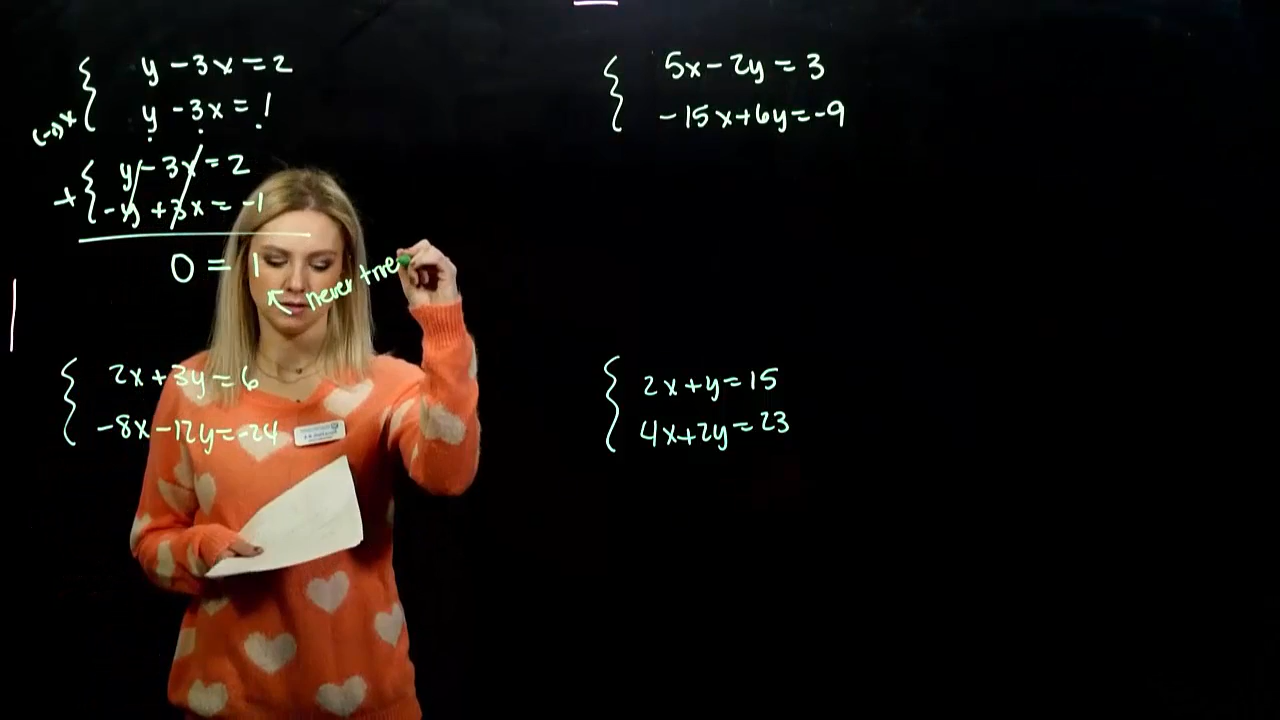 y - 3x = 2
y - 3x = 1
(-1)x
y - 3x = 2
+
-y + 3x = -1
0 = 1
never true
5x - 2y = 3
-15x + 6y = -9
2x + 3y = 6
-8x - 12y = -24
2x + y = 15
4x + 2y = 23